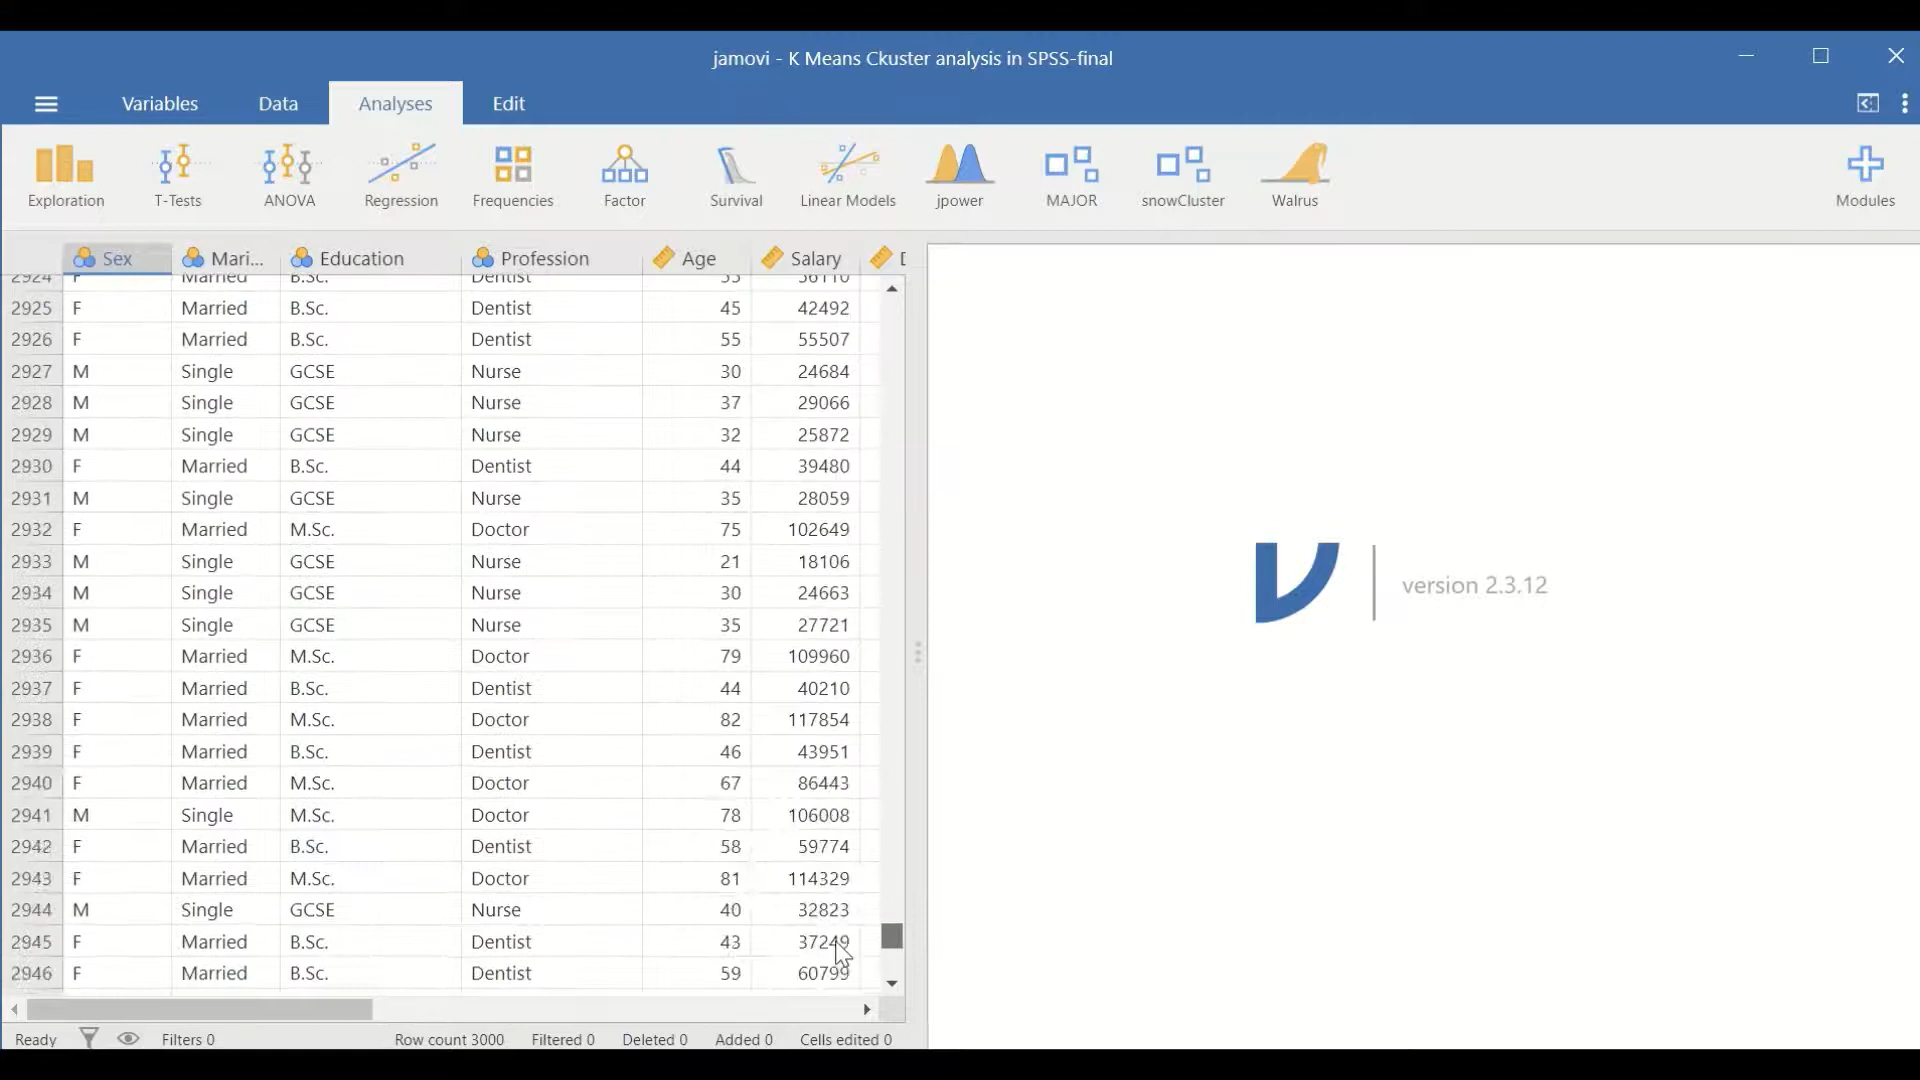 jamovi - K Means Ckuster analysis in SPSS-final
Variables Data Analyses Edit
Exploration T-Tests ANOVA Regression Frequencies Factor Survival Linear Models jpower MAJOR snowCluster Walrus Modules
Sex Mari... Education Profession Age Salary
2924 F Married B.Sc. Dentist 55 56110
2925 F Married B.Sc. Dentist 45 42492
2926 F Married B.Sc. Dentist 55 55507
2927 M Single GCSE Nurse 30 24684
2928 M Single GCSE Nurse 37 29066
2929 M Single GCSE Nurse 32 25872
2930 F Married B.Sc. Dentist 44 39480
2931 M Single GCSE Nurse 35 28059
2932 F Married M.Sc. Doctor 75 102649
2933 M Single GCSE Nurse 21 18106
2934 M Single GCSE Nurse 30 24663
2935 M Single GCSE Nurse 35 27721
2936 F Married M.Sc. Doctor 79 109960
2937 F Married B.Sc. Dentist 44 40210
2938 F Married M.Sc. Doctor 82 117854
2939 F Married B.Sc. Dentist 46 43951
2940 F Married M.Sc. Doctor 67 86443
2941 M Single M.Sc. Doctor 78 106008
2942 F Married B.Sc. Dentist 58 59774
2943 F Married M.Sc. Doctor 81 114329
2944 M Single GCSE Nurse 40 32823
2945 F Married B.Sc. Dentist 43 37249
2946 F Married B.Sc. Dentist 59 60799
version 2.3.12
Ready Filters 0 Row count 3000 Filtered 0 Deleted 0 Added 0 Cells edited 0